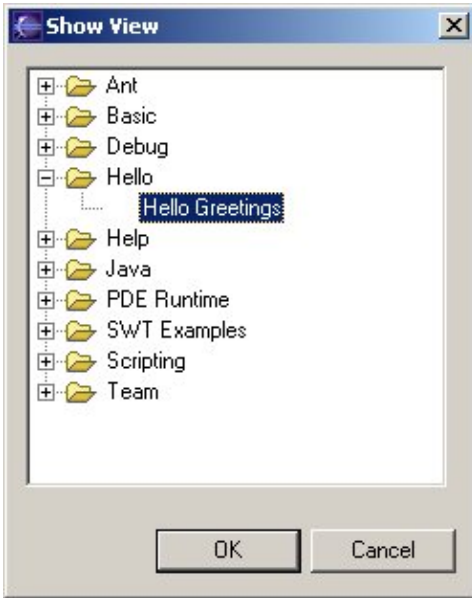 Show View
Ant
Basic
Debug
Hello
Hello Greetings
Help
Java
PDE Runtime
SWT Examples
Scripting
Team
OK Cancel